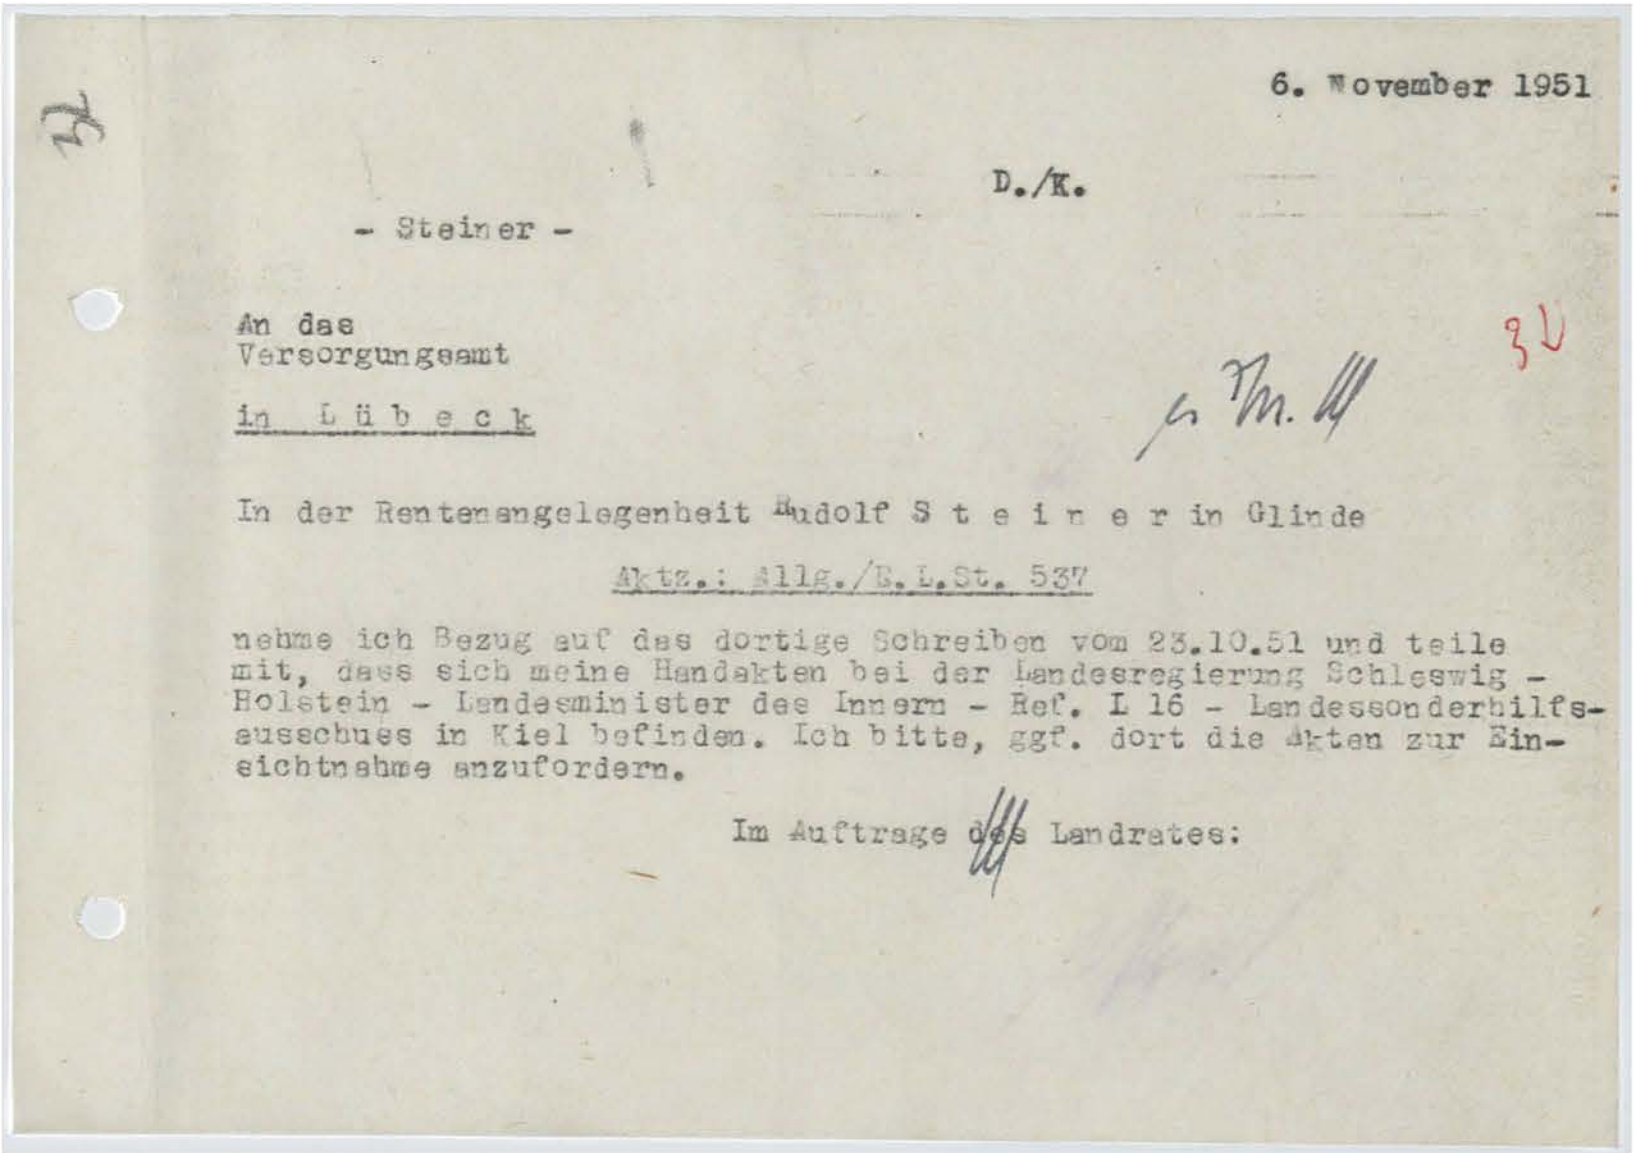 32
6. November 1951
D./K.
- Steiner -
An das
Versorgungsamt
in Lübeck
32
In der Rentenangelegenheit Rudolf Steiner in Glinde
Aktz.: Allg./E.L.St. 537
nehme ich Bezug auf das dortige Schreiben vom 23.10.51 und teile
mit, dass sich meine Handakten bei der Landesregierung Schleswig -
Holstein - Landesminister des Innern - Ref. I 16 - Landessonderhilfs-
ausschuss in Kiel befinden. Ich bitte, ggf. dort die Akten zur Ein-
sichtnahme anzufordern.
Im Auftrage des Landrates: